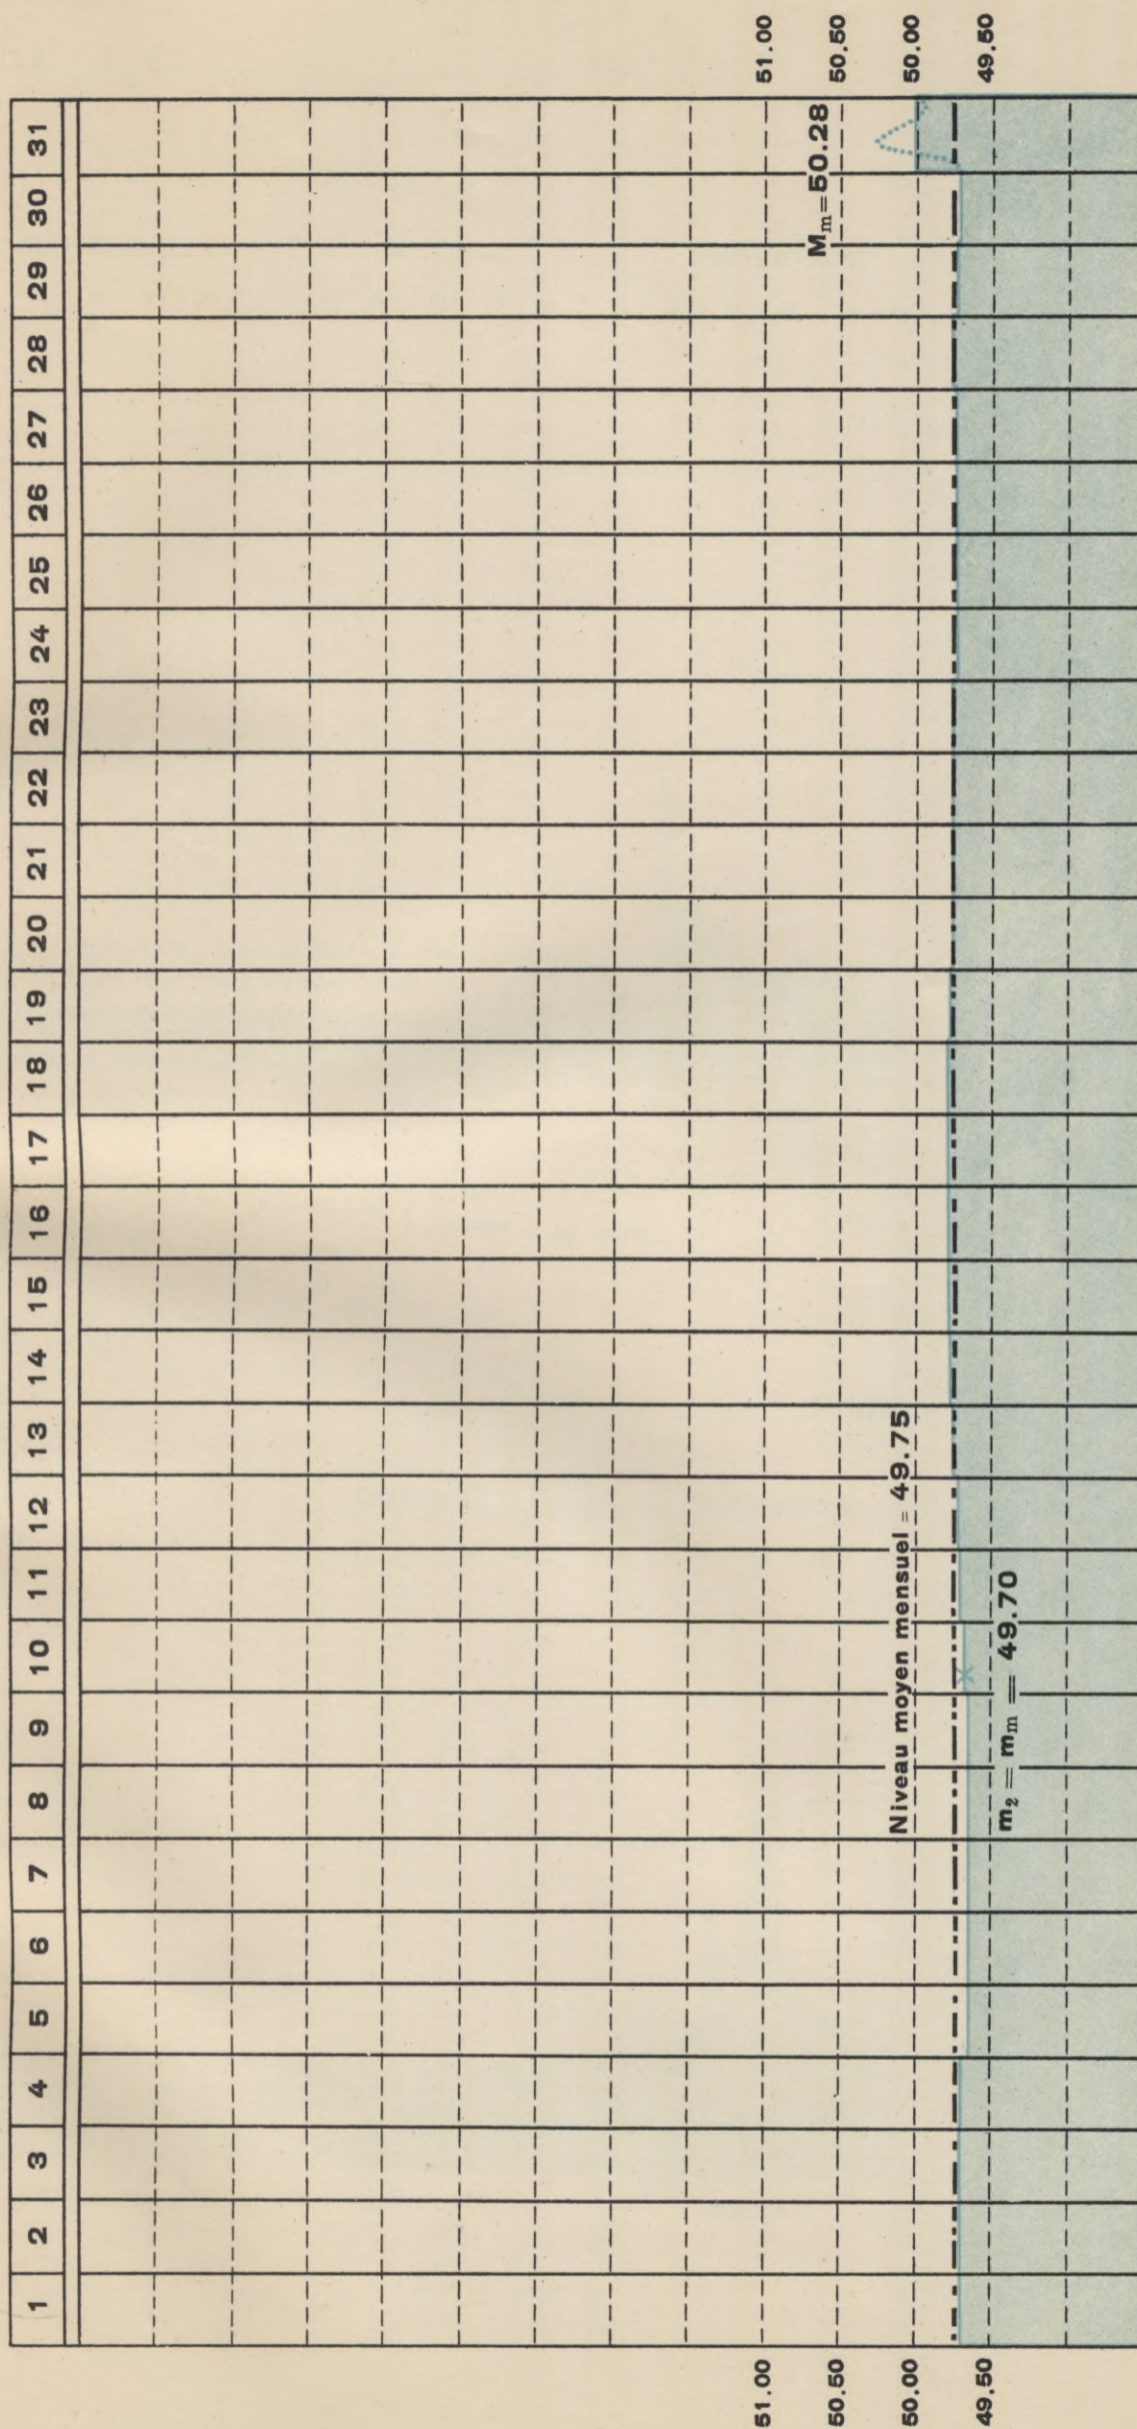 1 2 3 4 5 6 7 8 9 10 11 12 13 14 15 16 17 18 19 20 21 22 23 24 25 26 27 28 29 30 31
51.00 51.00
Mm=50.28
50.50 50.50
Niveau moyen mensuel = 49.75
50.00 50.00
49.50 49.50
m₂ = mm = 49.70